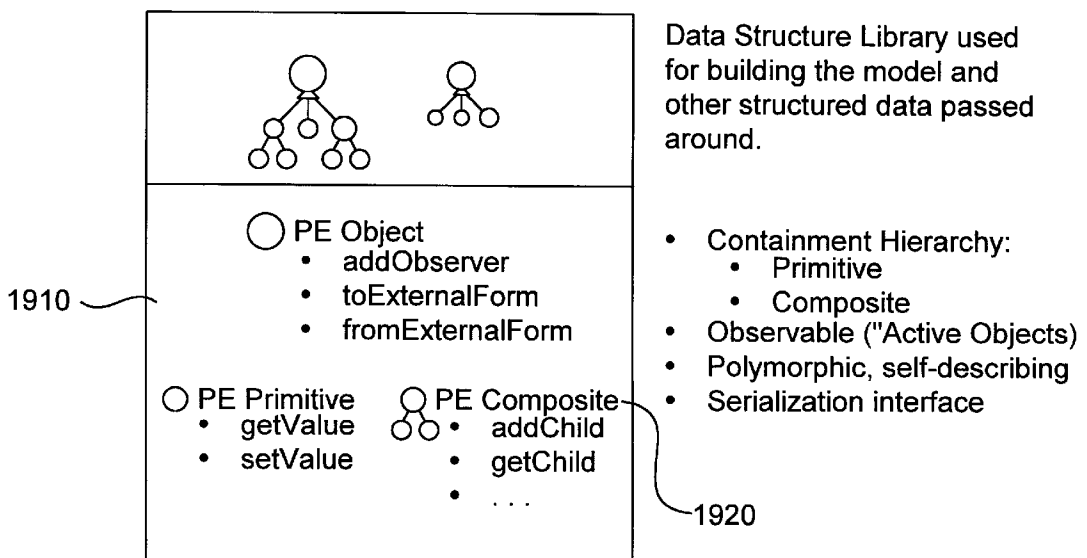 Data Structure Library used
for building the model and
other structured data passed
around.
PE Object
• addObserver
• toExternalForm
• fromExternalForm
1910
PE Primitive
• getValue
• setValue
PE Composite
• addChild
• getChild
• . . .
1920
• Containment Hierarchy:
• Primitive
• Composite
• Observable ("Active Objects)
• Polymorphic, self-describing
• Serialization interface